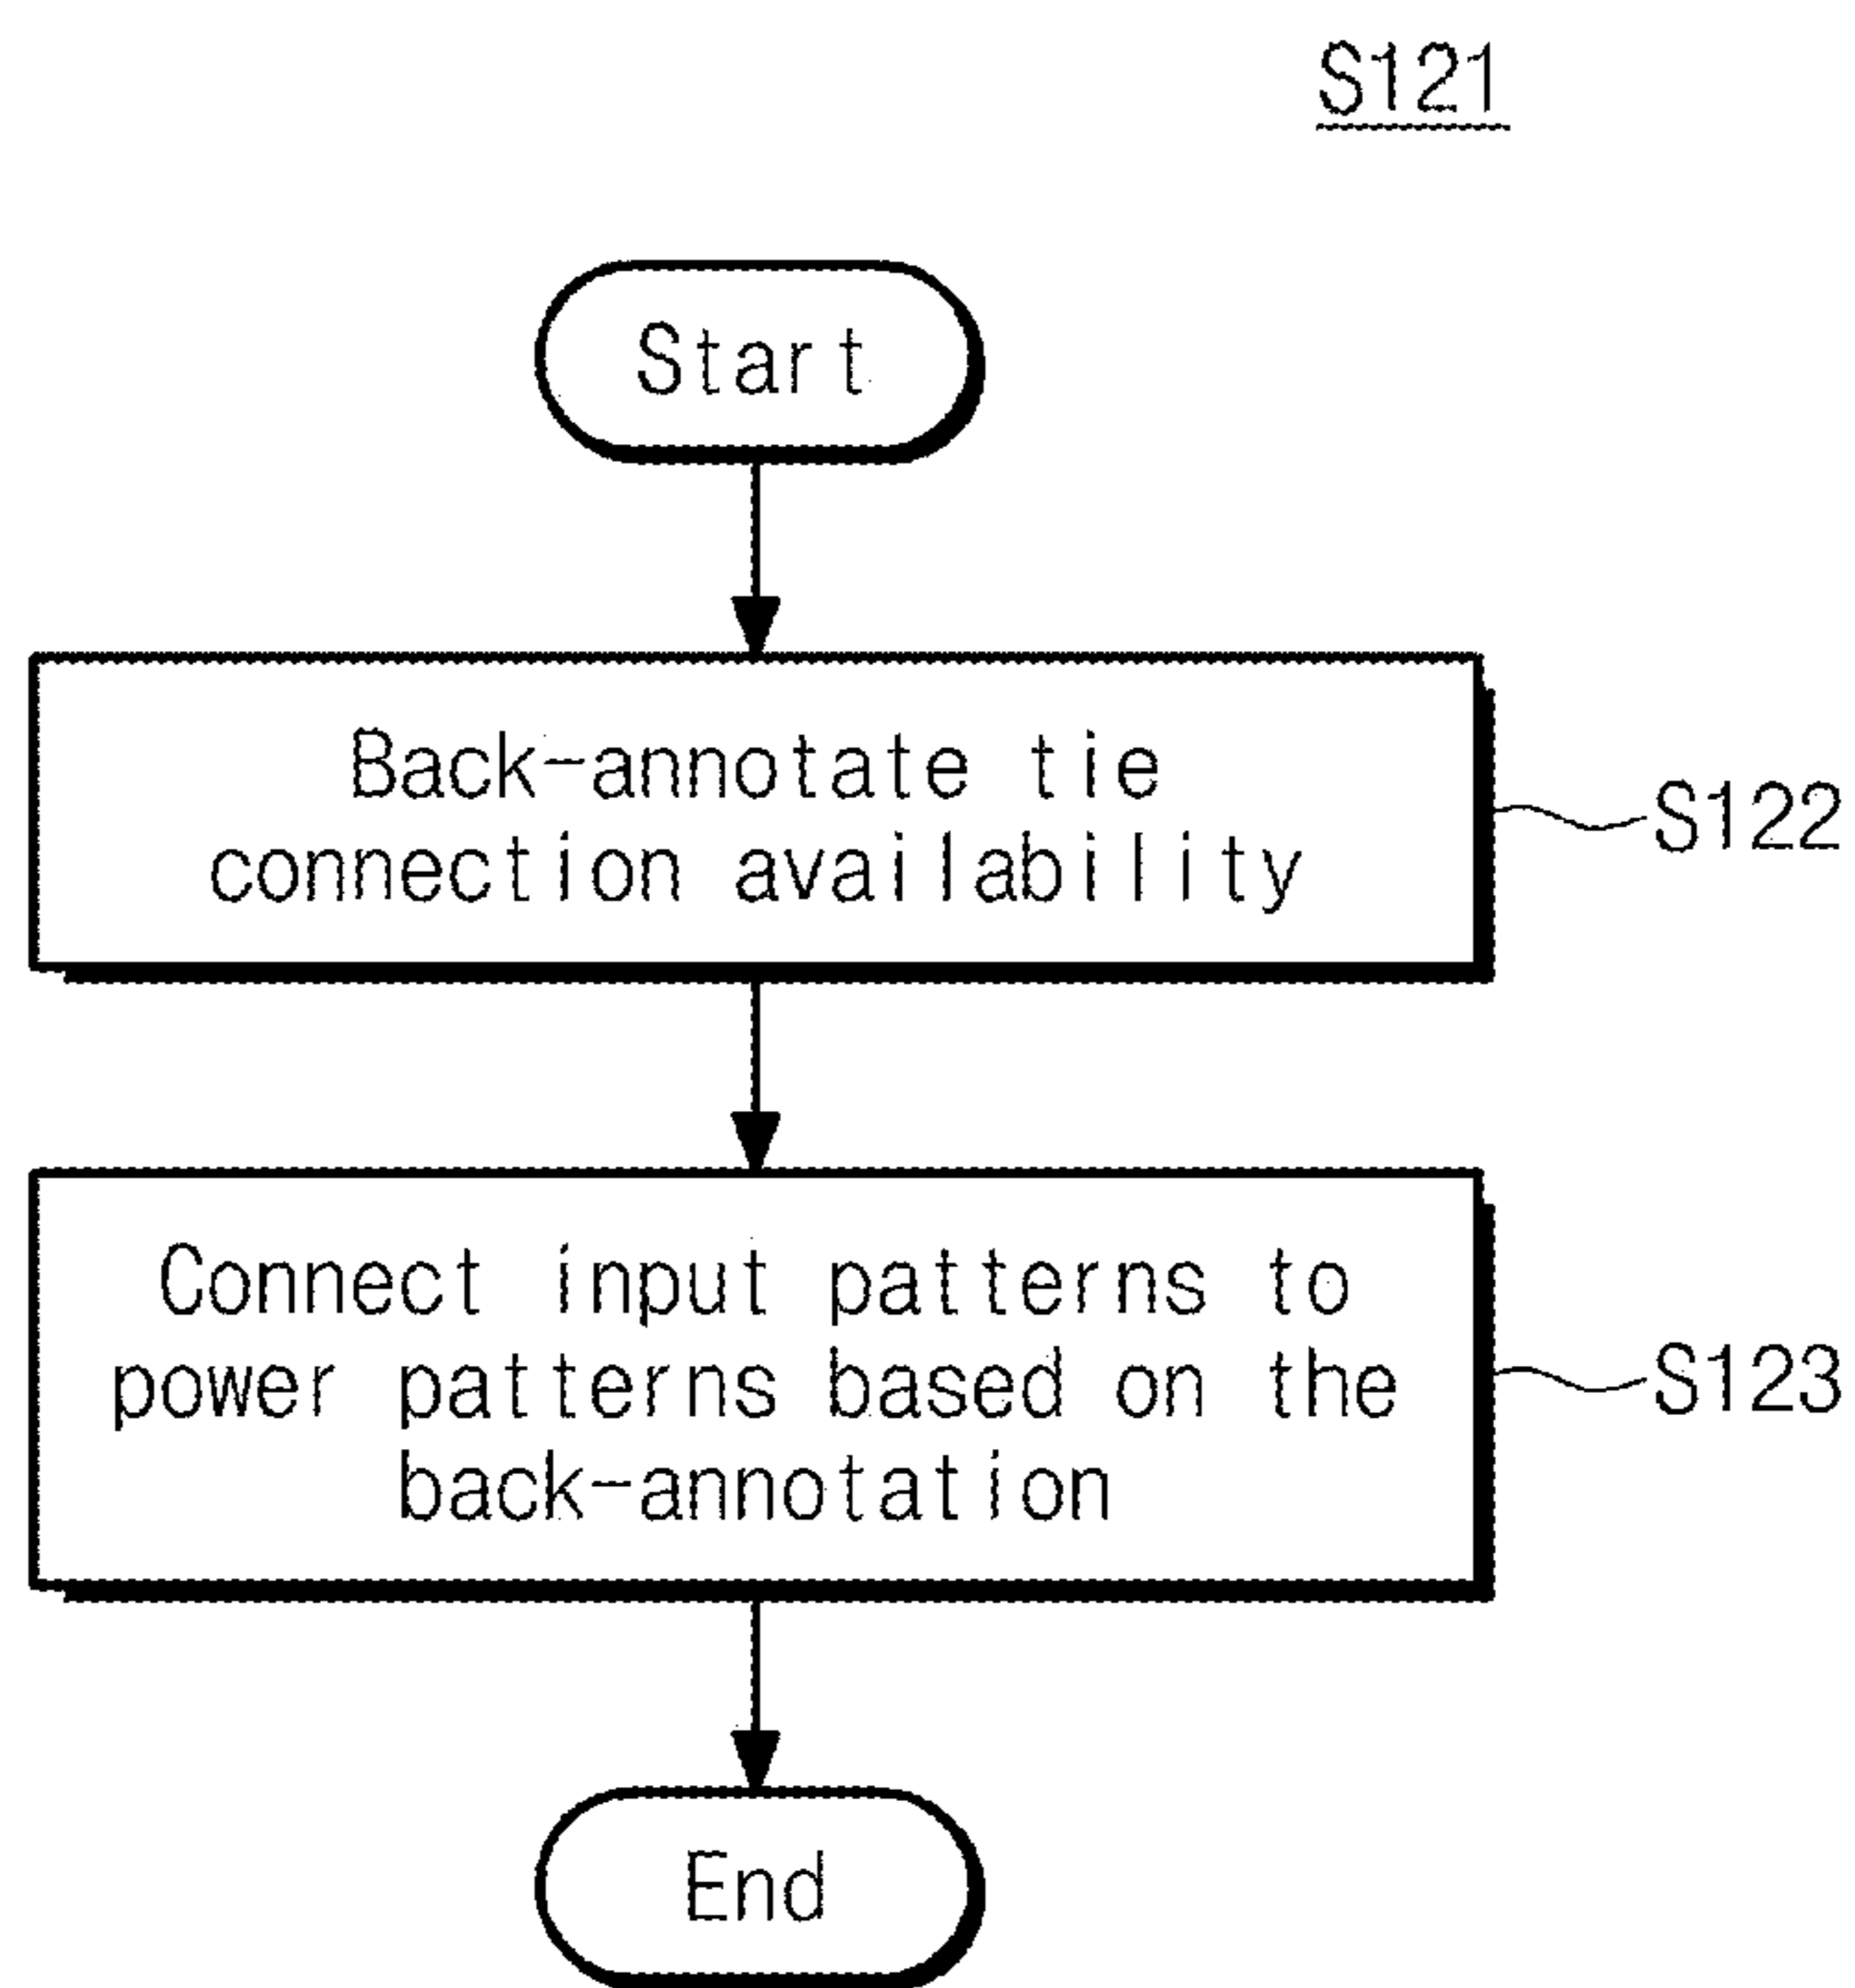 S121
Start
Back-annotate tie
connection availability
S122
Connect input patterns to
power patterns based on the
back-annotation
S123
End